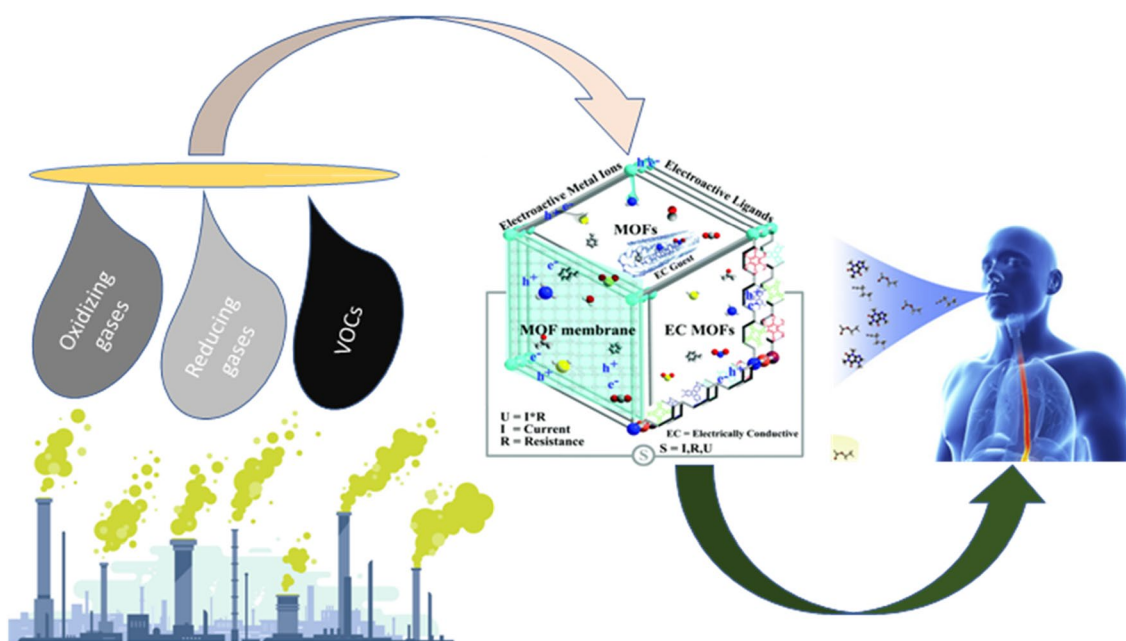 Oxidizing
gases
Reducing
gases
VOCs
Electroactive Metal Ions
h⁺e⁻
Electroactive Ligands
h⁺e⁻
MOFs
EC Guest
e⁻
h⁺
MOF membrane
EC MOFs
e⁻
h⁺
h⁺
e⁻
U = I*R
I = Current
R = Resistance
EC = Electrically Conductive
S
S = I,R,U